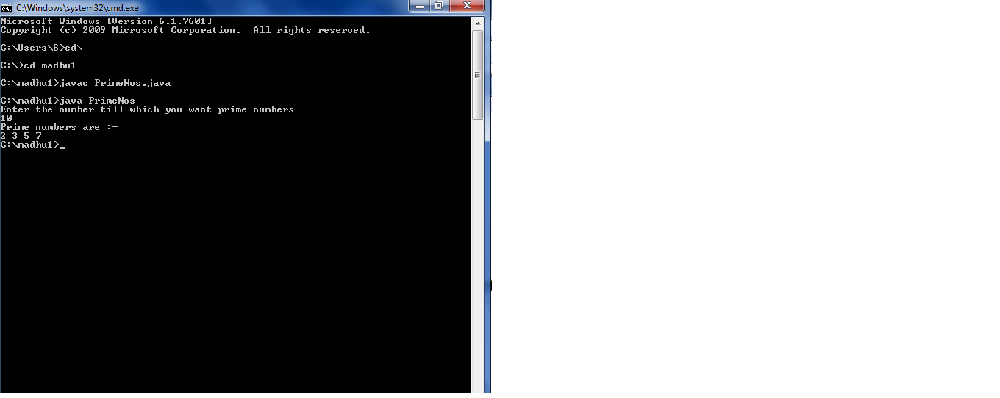 C:\Windows\system32\cmd.exe
Microsoft Windows [Version 6.1.7601]
Copyright (c) 2009 Microsoft Corporation.  All rights reserved.
C:\Users\S>cd\
C:\>cd madhu1
C:\madhu1>javac PrimeNos.java
C:\madhu1>java PrimeNos
Enter the number till which you want prime numbers
10
Prime numbers are :-
2 3 5 7
C:\madhu1>_